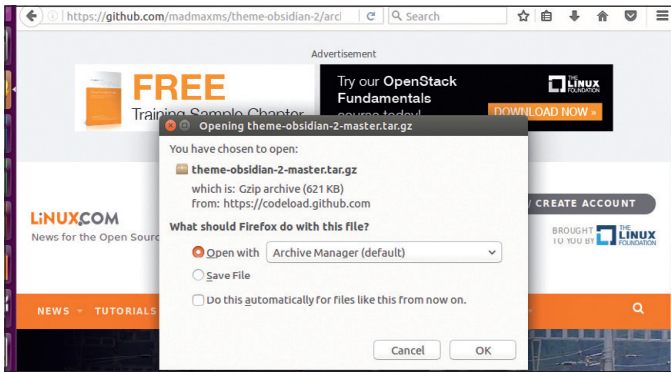 https://github.com/madmaxms/theme-obsidian-2/arcl
Search
Advertisement
FREE
Training Sample Chapter
Try our OpenStack
Fundamentals
course today!
THE
LINUX
FOUNDATION
DOWNLOAD NOW »
Opening theme-obsidian-2-master.tar.gz
You have chosen to open:
theme-obsidian-2-master.tar.gz
which is: Gzip archive (621 KB)
from: https://codeload.github.com
What should Firefox do with this file?
Open with Archive Manager (default)
Save File
Do this automatically for files like this from now on.
Cancel OK
LiNUX.COM
News for the Open Sourc
/ CREATE ACCOUNT
BROUGHT
TO YOU BY
THE
LINUX
FOUNDATION
NEWS TUTORIALS